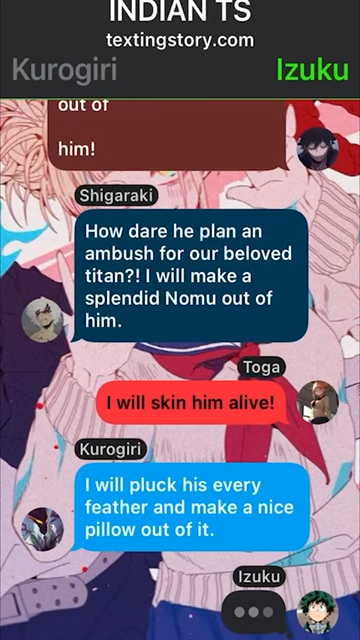 INDIAN TS
textingstory.com
Kurogiri
Izuku
out of
him!
Shigaraki
How dare he plan an
ambush for our beloved
titan?! I will make a
splendid Nomu out of
him.
Toga
I will skin him alive!
Kurogiri
I will pluck his every
feather and make a nice
pillow out of it.
Izuku